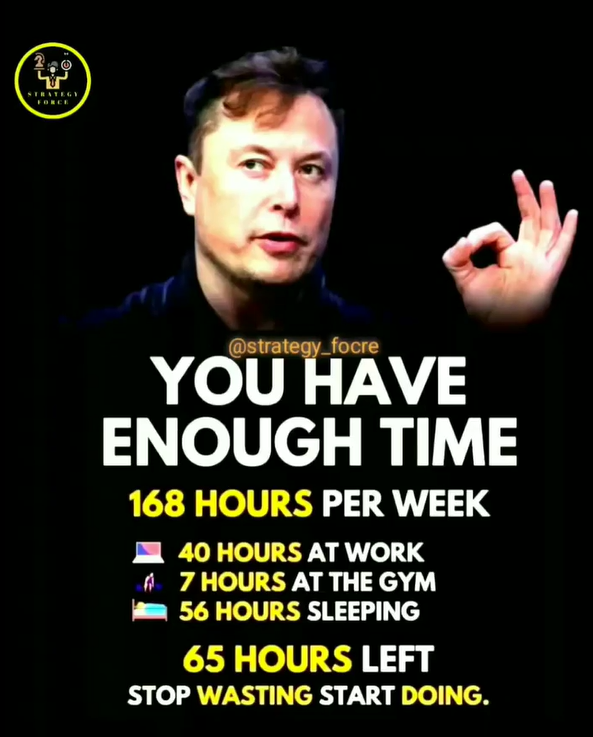 STRATEGY
FORCE
@strategy_focre
YOU HAVE
ENOUGH TIME
168 HOURS PER WEEK
40 HOURS AT WORK
7 HOURS AT THE GYM
56 HOURS SLEEPING
65 HOURS LEFT
STOP WASTING START DOING.